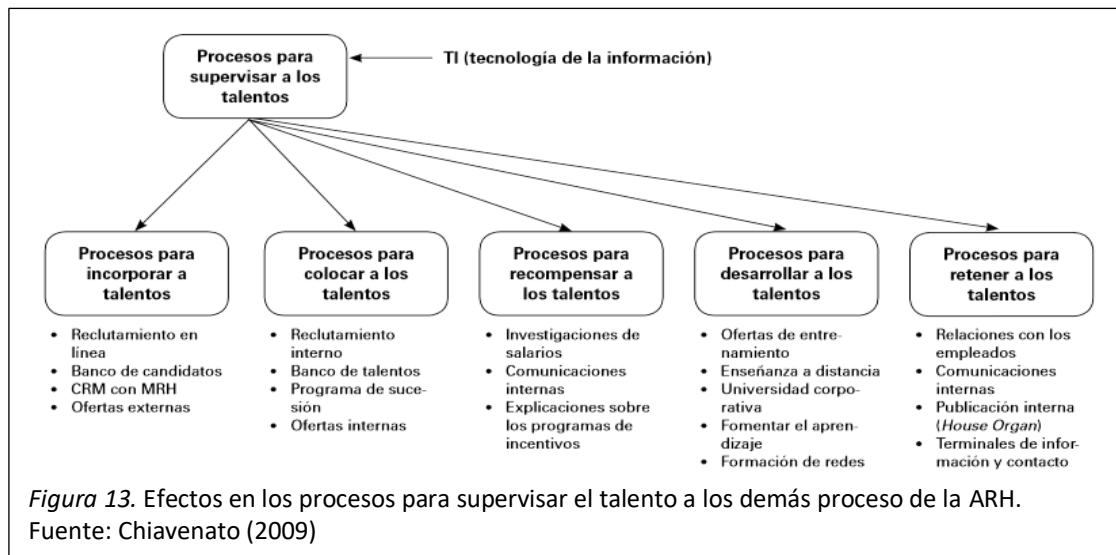 Procesos para
supervisar a los
talentos
TI (tecnología de la información)
Procesos para
incorporar a
talentos
• Reclutamiento en
línea
• Banco de candidatos
• CRM con MRH
• Ofertas externas
Procesos para
colocar a los
talentos
• Reclutamiento
interno
• Banco de talentos
• Programa de suce-
sión
• Ofertas internas
Procesos para
recompensar a
los talentos
• Investigaciones de
salarios
• Comunicaciones
internas
• Explicaciones sobre
los programas de
incentivos
Procesos para
desarrollar a los
talentos
• Ofertas de entre-
namiento
• Enseñanza a distancia
• Universidad corpo-
rativa
• Fomentar el apren-
dizaje
• Formación de redes
Procesos para
retener a los
talentos
• Relaciones con los
empleados
• Comunicaciones
internas
• Publicación interna
(House Organ)
• Terminales de infor-
mación y contacto
Figura 13. Efectos en los procesos para supervisar el talento a los demás proceso de la ARH.
Fuente: Chiavenato (2009)